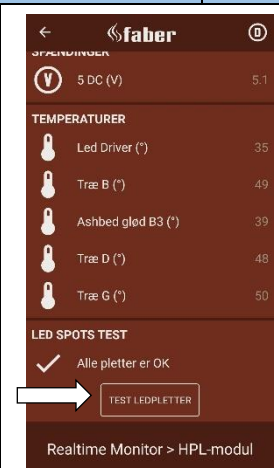 faber
SPÆNDINGER
5 DC (V) 5.1
TEMPERATURER
Led Driver (°) 35
Træ B (°) 49
Ashbed glød B3 (°) 39
Træ D (°) 48
Træ G (°) 50
LED SPOTS TEST
Alle pletter er OK
TEST LEDPLETTER
Realtime Monitor > HPL-modul